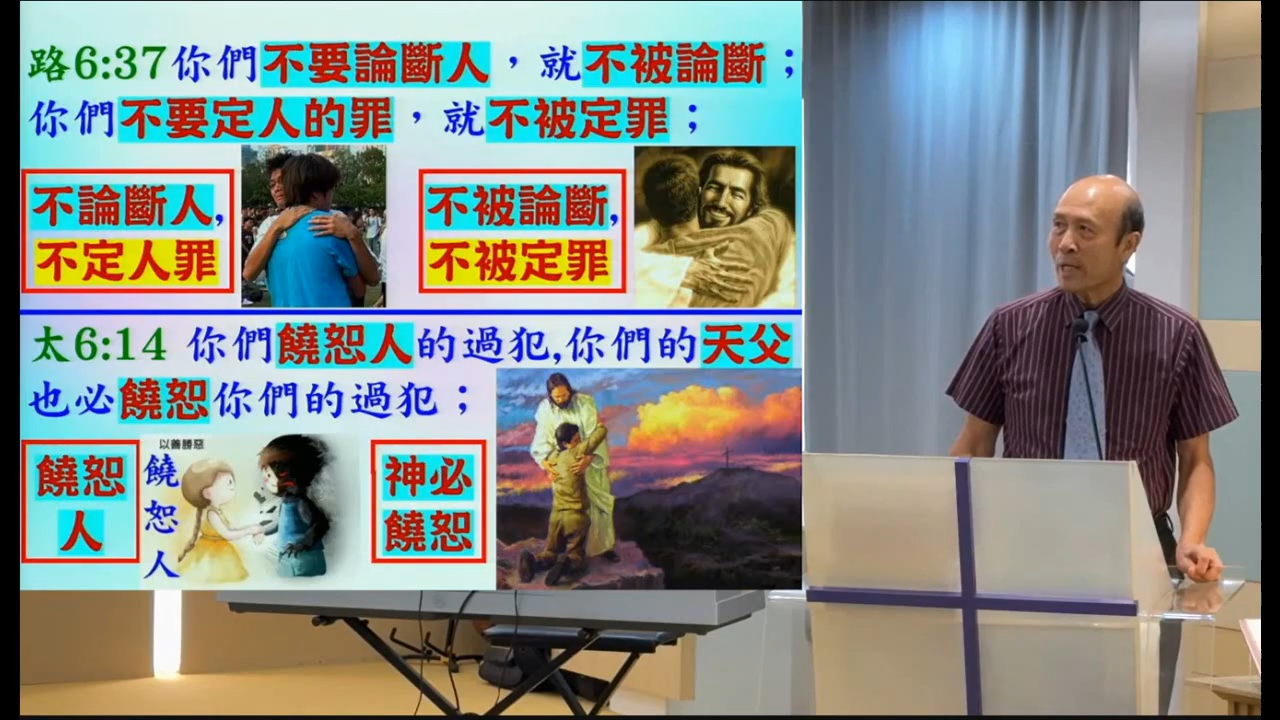 路6:37你們不要論斷人，就不被論斷；
你們不要定人的罪，就不被定罪；
不論斷人,
不定人罪
不被論斷,
不被定罪
太6:14 你們饒恕人的過犯,你們的天父
也必饒恕你們的過犯；
饒恕
人
以善勝惡
饒
恕
人
神必
饒恕